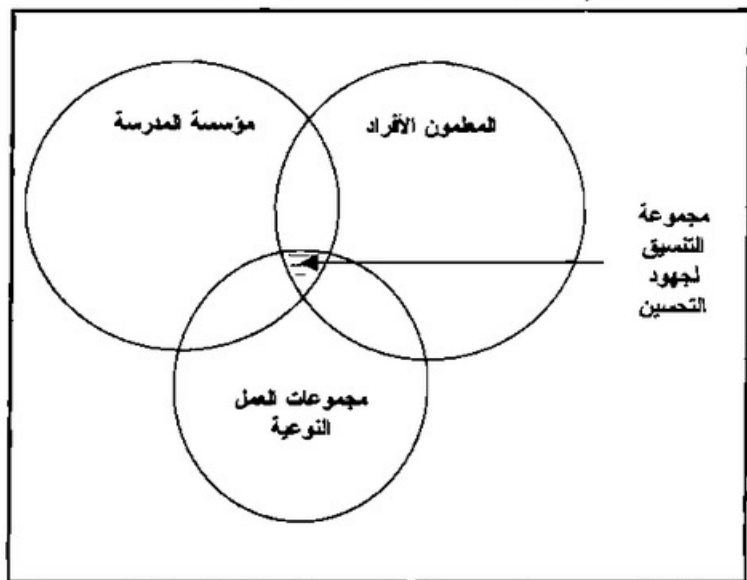 مؤسسة المدرسة
المعلمون الأفراد
مجموعة
التنسيق
لجهود
التحسين
مجموعات العمل
النوعية